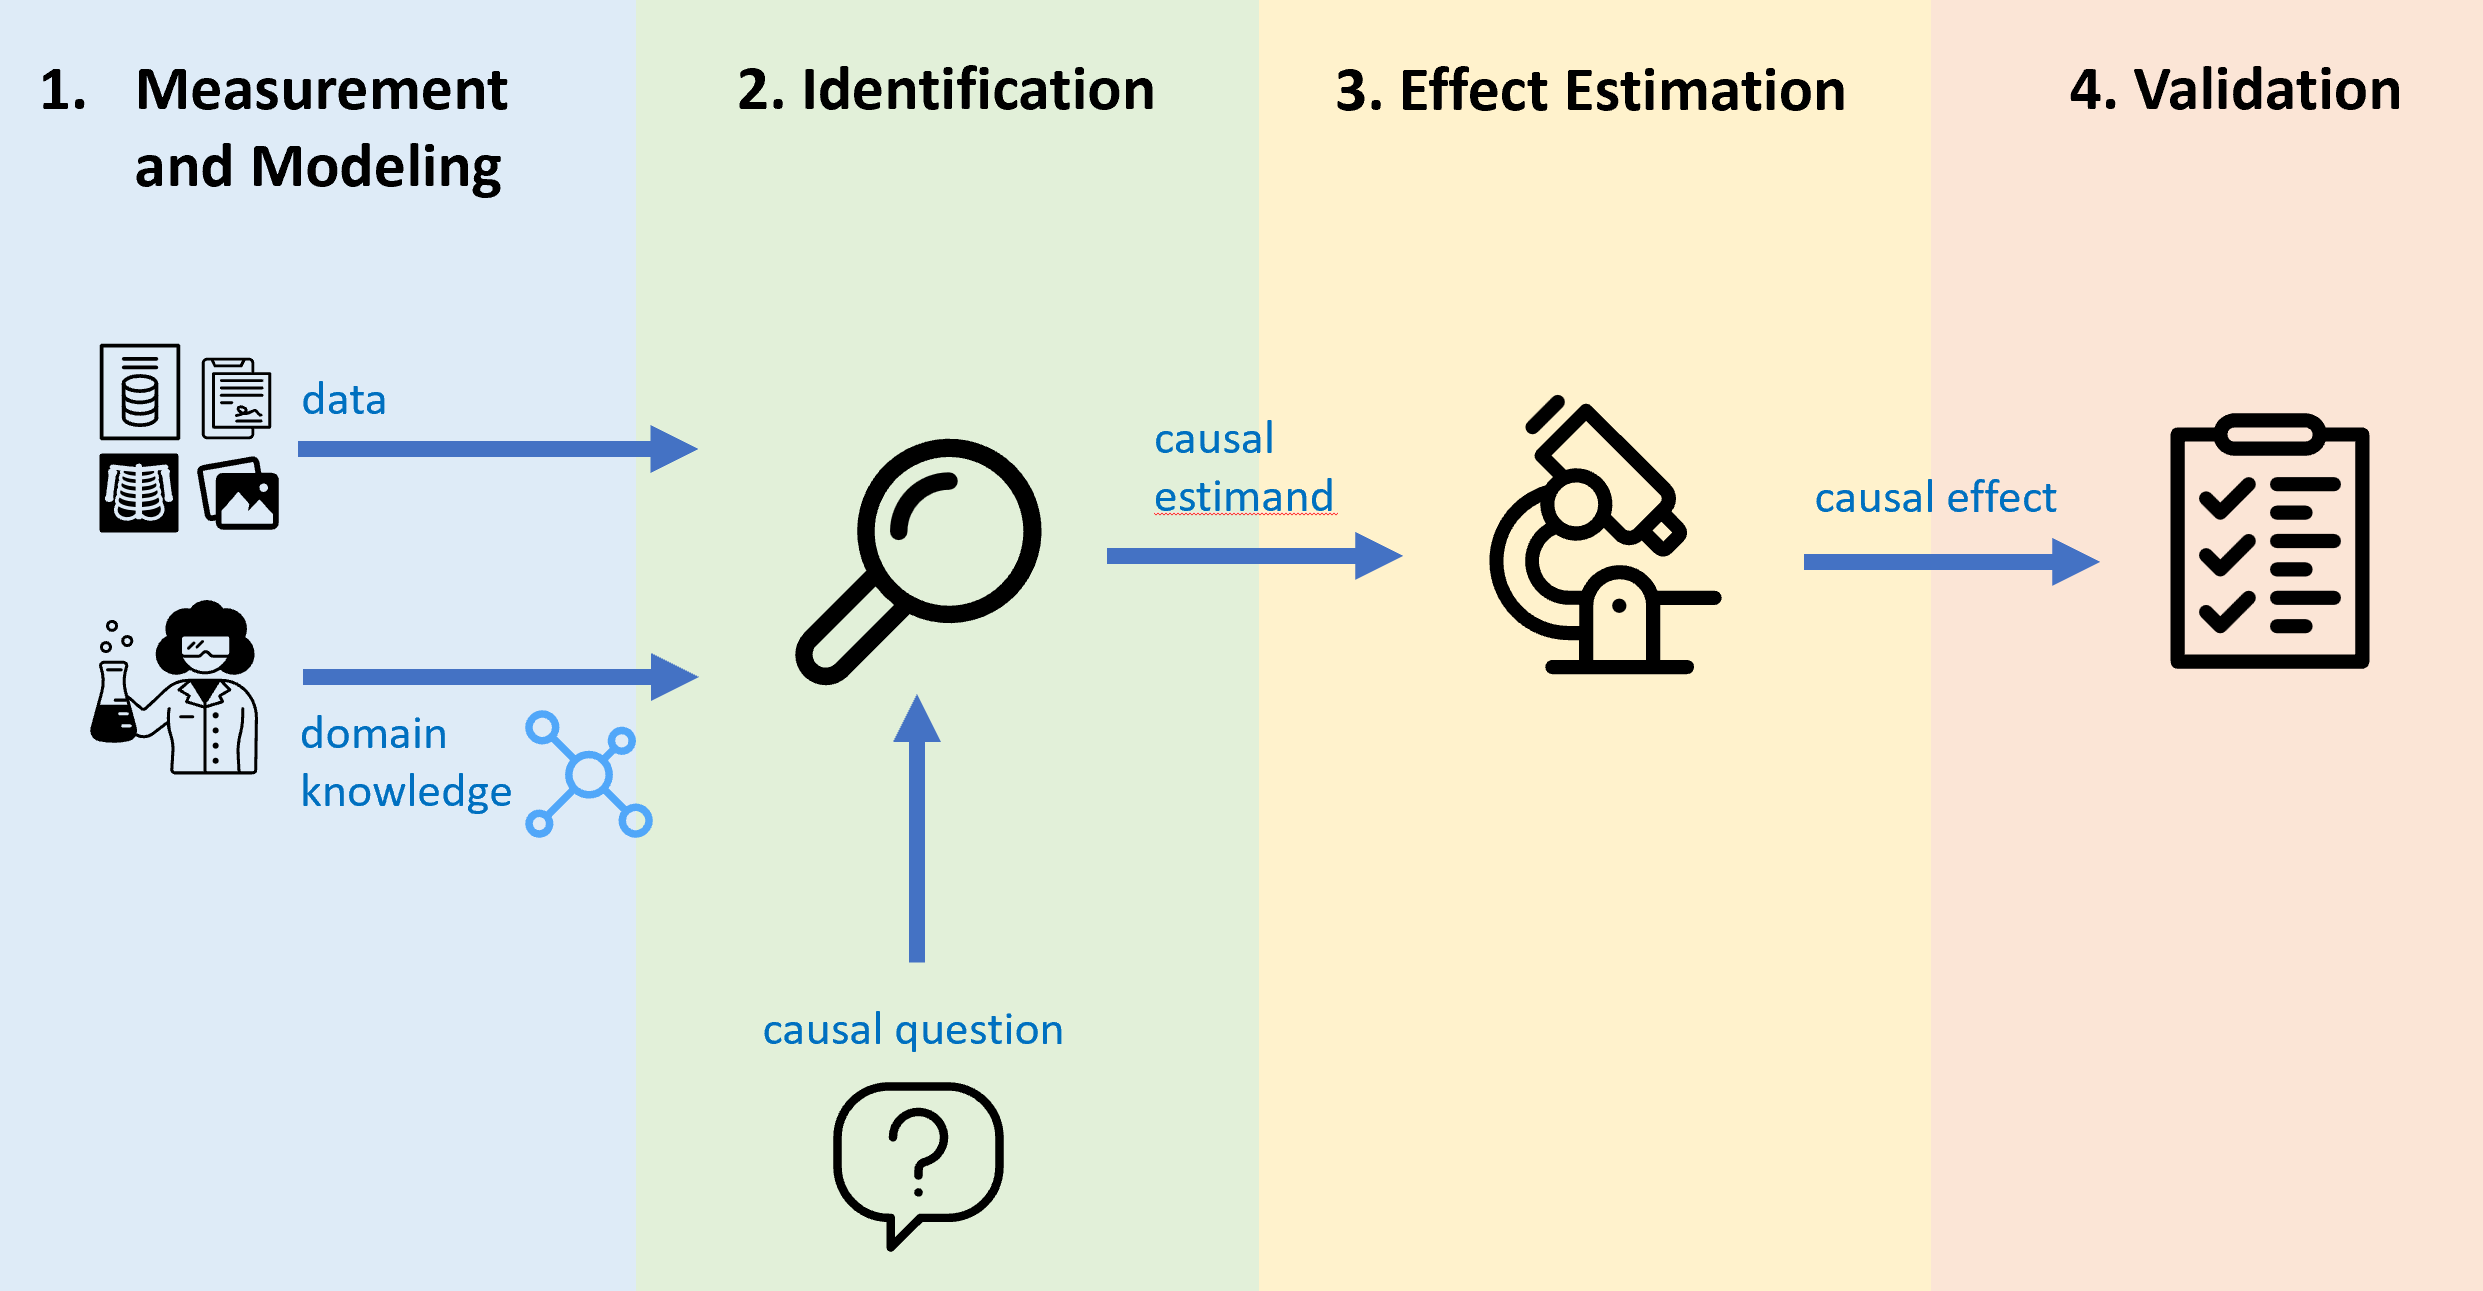 1. Measurement
and Modeling
2. Identification
3. Effect Estimation
4. Validation
data
domain
knowledge
causal question
?
causal
estimand
causal effect